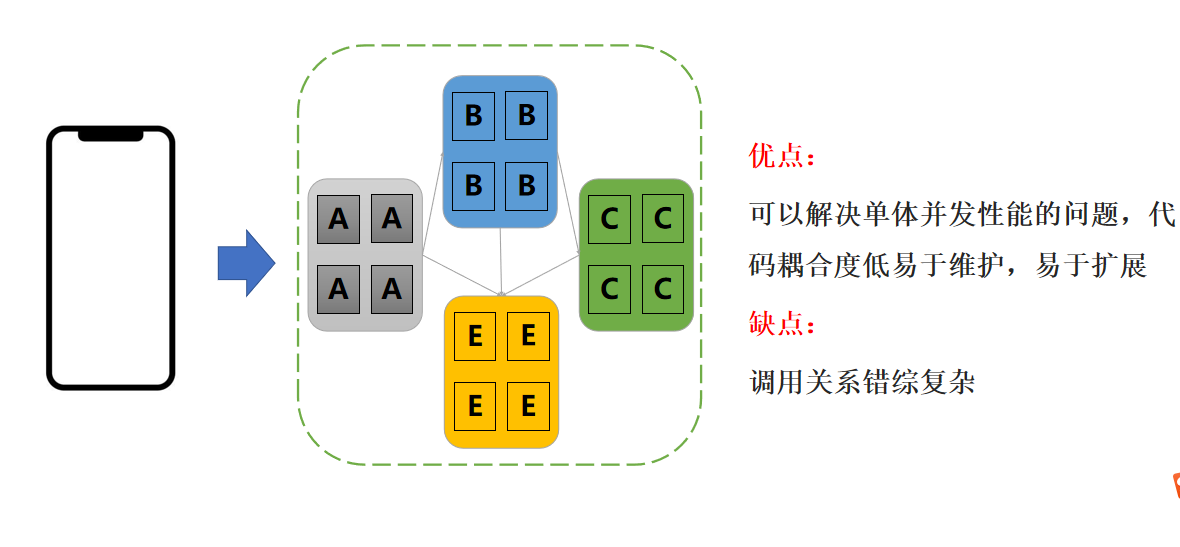 B B
B B
A A
A A
C C
C C
E E
E E
优点：
可以解决单体并发性能的问题，代
码耦合度低易于维护，易于扩展
缺点：
调用关系错综复杂